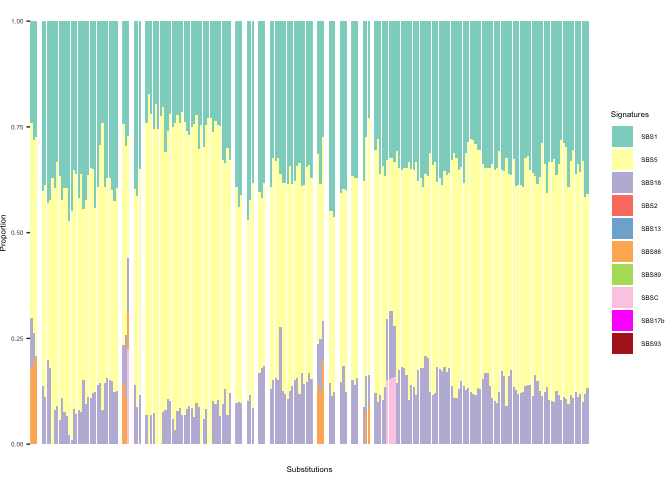 1.00
0.75
0.50
0.25
0.00
Proportion
Substitutions
Signatures
SBS1
SBS5
SBS18
SBS2
SBS13
SBS88
SBS89
SBSC
SBS17b
SBS93